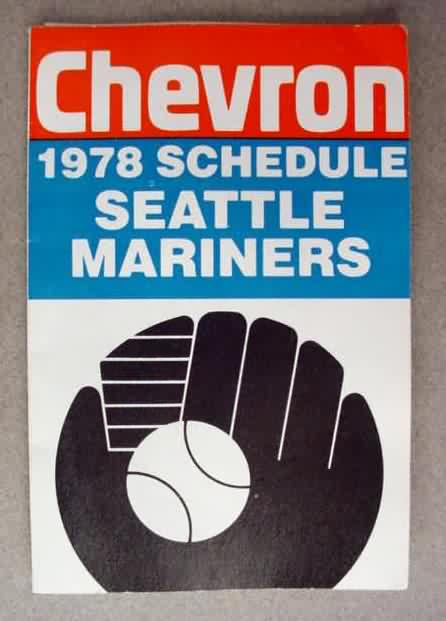 Chevron
1978 SCHEDULE
SEATTLE
MARINERS